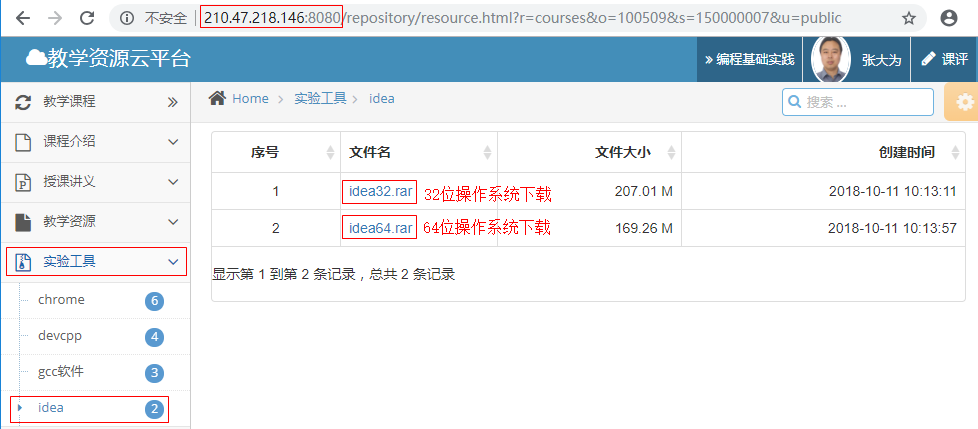 不安全 | 210.47.218.146:8080/repository/resource.html?r=courses&o=100509&s=150000007&u=public
教学资源云平台
编程基础实践
张大为
课评
教学课程
Home
实验工具
idea
搜索 ...
课程介绍
授课讲义
教学资源
实验工具
chrome 6
devcpp 4
gcc软件 3
idea 2
序号 文件名 文件大小 创建时间
1 idea32.rar 32位操作系统下载 207.01 M 2018-10-11 10:13:11
2 idea64.rar 64位操作系统下载 169.26 M 2018-10-11 10:13:57
显示第 1 到第 2 条记录，总共 2 条记录